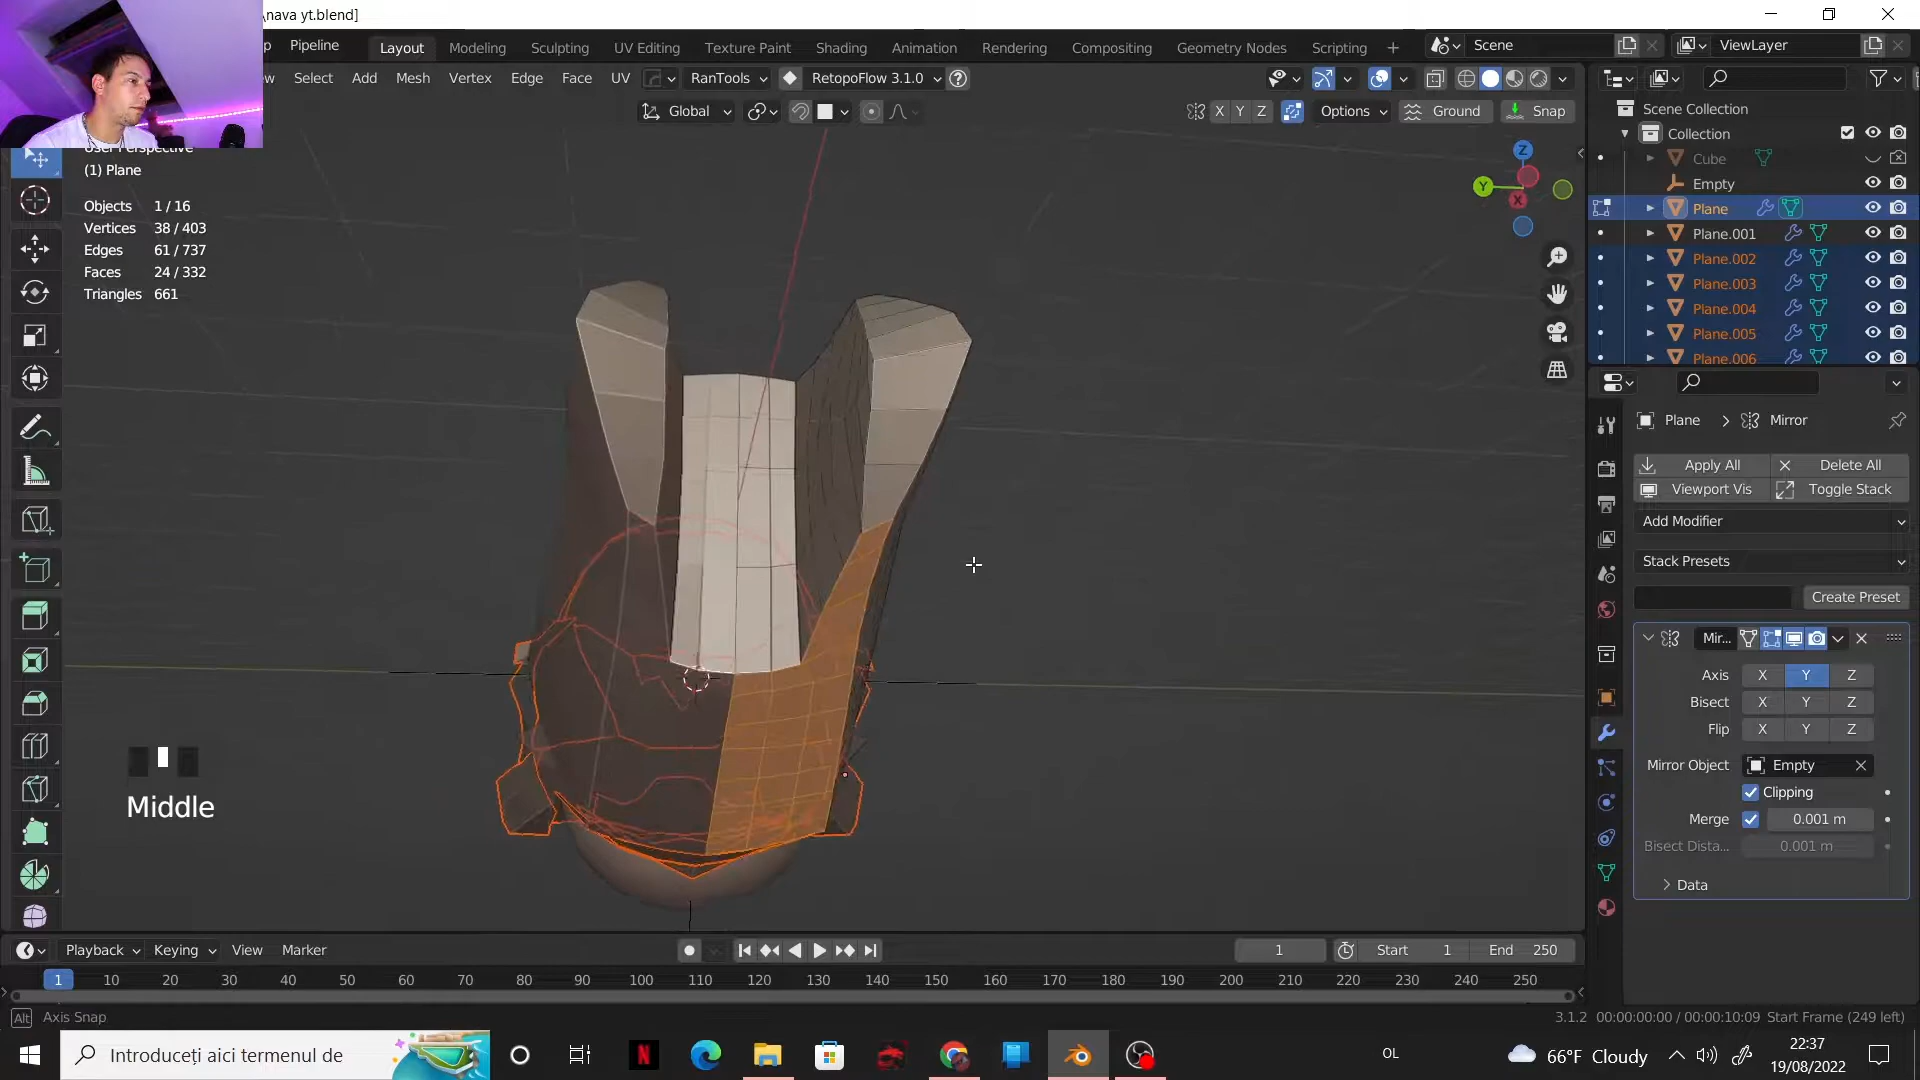 \nava yt.blend]
Pipeline
Layout
Modeling
Sculpting
UV Editing
Texture Paint
Shading
Animation
Rendering
Compositing
Geometry Nodes
Scripting
+
Scene
ViewLayer
Select
Add
Mesh
Vertex
Edge
Face
UV
RanTools
RetopoFlow 3.1.0
Global
X Y Z
Options
Ground
Snap
(1) Plane
Objects 1 / 16
Vertices 38 / 403
Edges 61 / 737
Faces 24 / 332
Triangles 661
Z
Y
X
Middle
Scene Collection
Collection
Cube
Empty
Plane
Plane.001
Plane.002
Plane.003
Plane.004
Plane.005
Plane.006
Plane > Mirror
Apply All
Delete All
Viewport Vis
Toggle Stack
Add Modifier
Stack Presets
Create Preset
Mir...
Axis X Y Z
Bisect X Y Z
Flip X Y Z
Mirror Object Empty
Clipping
Merge 0.001 m
Bisect Dista... 0.001 m
Data
Playback
Keying
View
Marker
1
Start 1
End 250
1 10 20 30 40 50 60 70 80 90 100 110 120 130 140 150 160 170 180 190 200 210 220 230 240 250
Alt Axis Snap
3.1.2 00:00:00:00 / 00:00:10:09 Start Frame (249 left)
Introduceți aici termenul de
OL
66°F Cloudy
22:37
19/08/2022